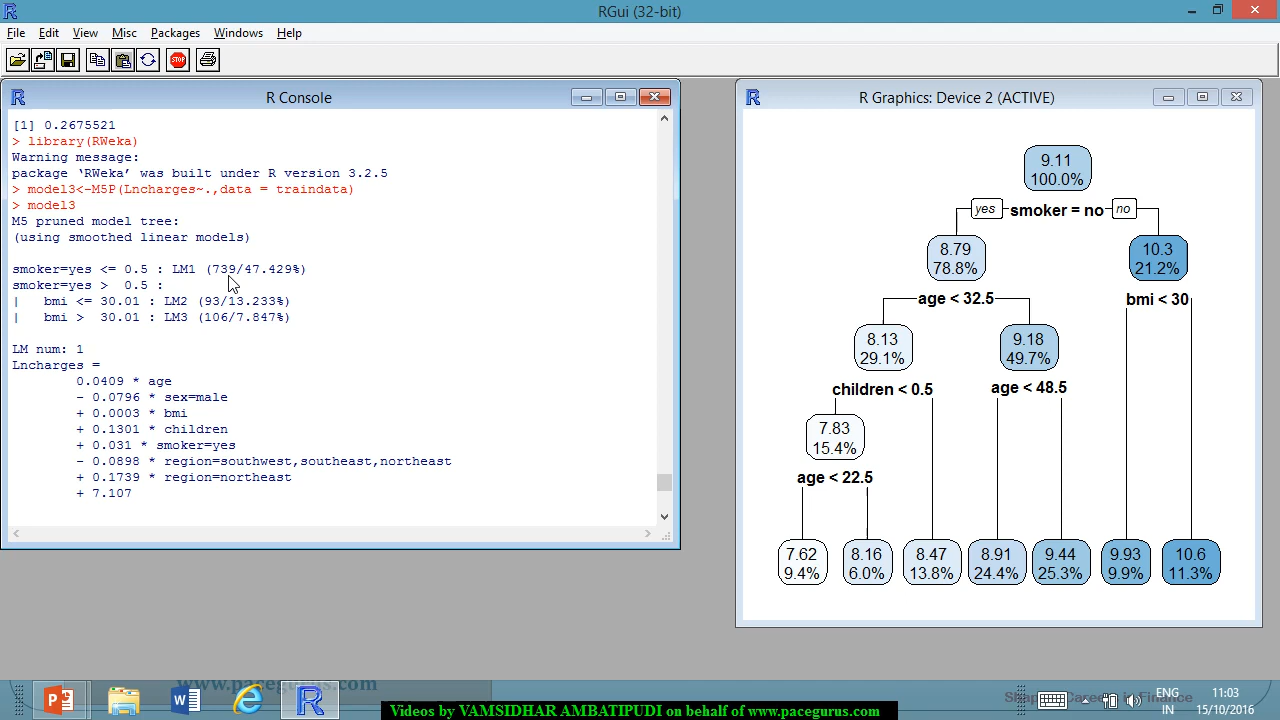 RGui (32-bit)
File Edit View Misc Packages Windows Help
STOP
R Console
[1] 0.2675521
> library(RWeka)
Warning message:
package ‘RWeka’ was built under R version 3.2.5
> model3<-M5P(Lncharges~.,data = traindata)
> model3
M5 pruned model tree:
(using smoothed linear models)
smoker=yes <= 0.5 : LM1 (739/47.429%)
smoker=yes >  0.5 :
|   bmi <= 30.01 : LM2 (93/13.233%)
|   bmi >  30.01 : LM3 (106/7.847%)
LM num: 1
Lncharges =
0.0409 * age
- 0.0796 * sex=male
+ 0.0003 * bmi
+ 0.1301 * children
+ 0.031 * smoker=yes
- 0.0898 * region=southwest,southeast,northeast
+ 0.1739 * region=northeast
+ 7.107
R Graphics: Device 2 (ACTIVE)
9.11
100.0%
yes smoker = no no
8.79 10.3
78.8% 21.2%
age < 32.5 bmi < 30
8.13 9.18
29.1% 49.7%
children < 0.5 age < 48.5
7.83
15.4%
age < 22.5
7.62 8.16 8.47 8.91 9.44 9.93 10.6
9.4% 6.0% 13.8% 24.4% 25.3% 9.9% 11.3%
www.pacegurus.com
ENG 11:03
IN 15/10/2016
Videos by VAMSIDHAR AMBATIPUDI on behalf of www.pacegurus.com